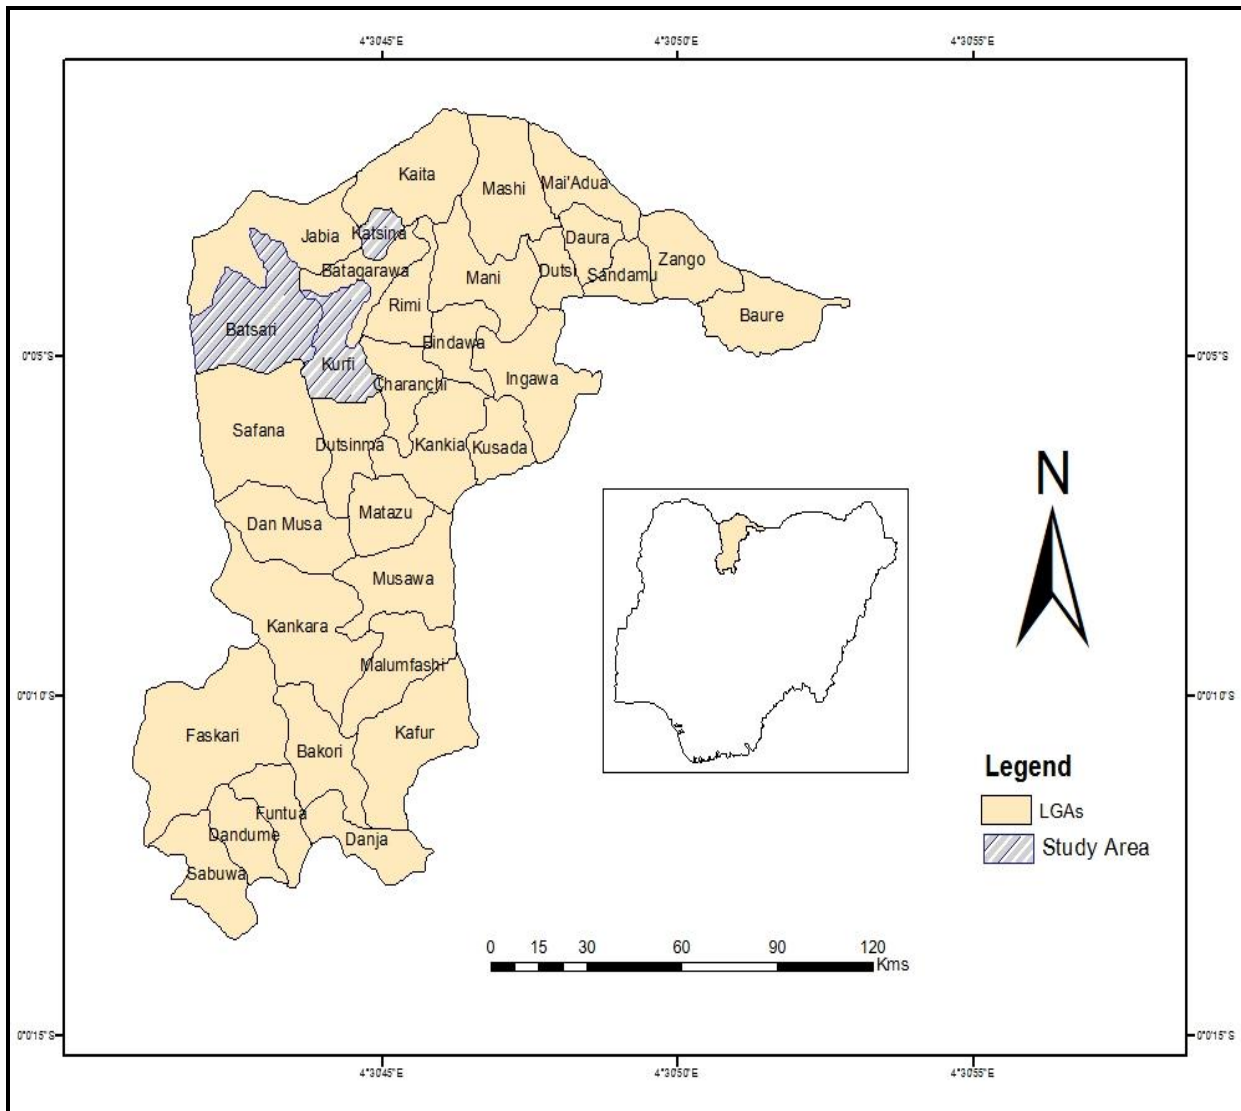 4°30'45"E
4°30'50"E
4°30'55"E
Kaita
Mashi
Mai'Adua
Jabia
Katsina
Daura
Batagarawa
Mani
Dutsi
Sandamu
Zango
Rimi
Baure
Batsari
Bindawa
0°05"S
0°05"S
Kurfi
Charanchi
Ingawa
Safana
Dutsinma
Kankia
Kusada
N
Dan Musa
Matazu
Musawa
Kankara
Malumfashi
0°0'10"S
0°0'10"S
Faskari
Bakori
Kafur
Legend
LGAs
Study Area
Funtua
Dandume
Danja
Sabuwa
0 15 30 60 90 120
Kms
0°0'15"S
0°0'15"S
4°30'45"E
4°30'50"E
4°30'55"E